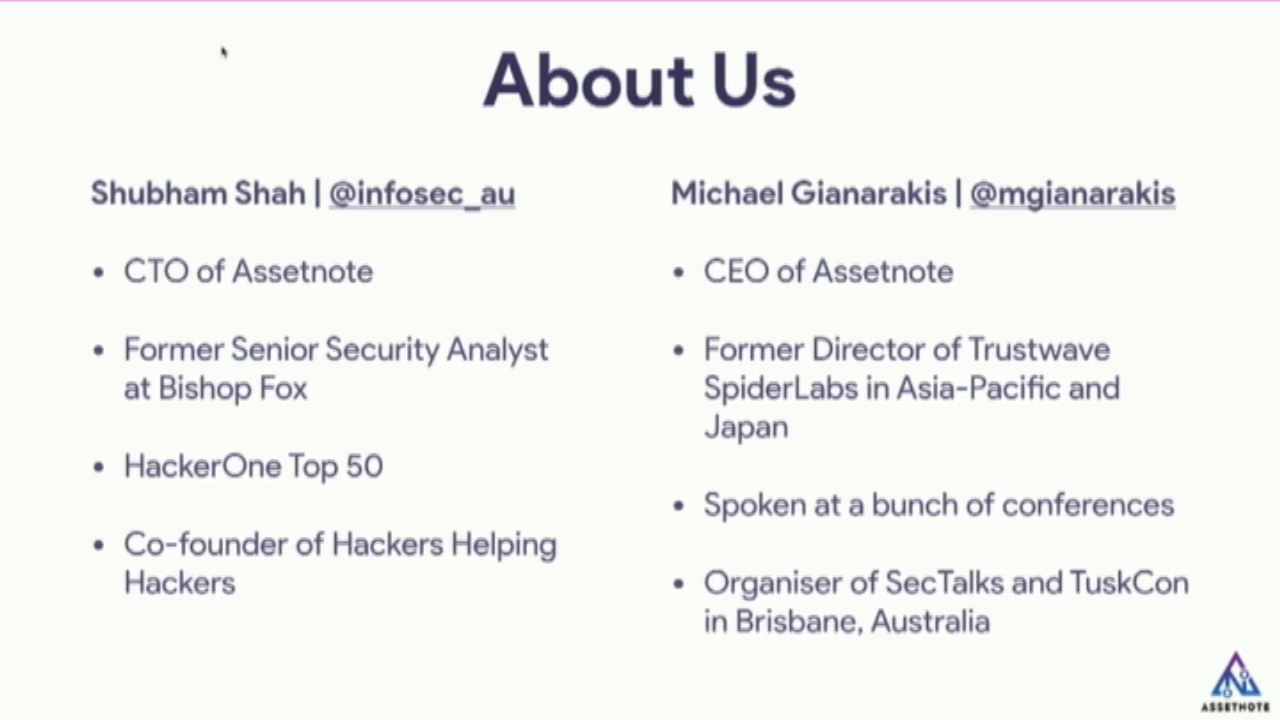 About Us
Shubham Shah | @infosec_au
• CTO of Assetnote
• Former Senior Security Analyst
at Bishop Fox
• HackerOne Top 50
• Co-founder of Hackers Helping
Hackers
Michael Gianarakis | @mgianarakis
• CEO of Assetnote
• Former Director of Trustwave
SpiderLabs in Asia-Pacific and
Japan
• Spoken at a bunch of conferences
• Organiser of SecTalks and TuskCon
in Brisbane, Australia
ASSETNOTE